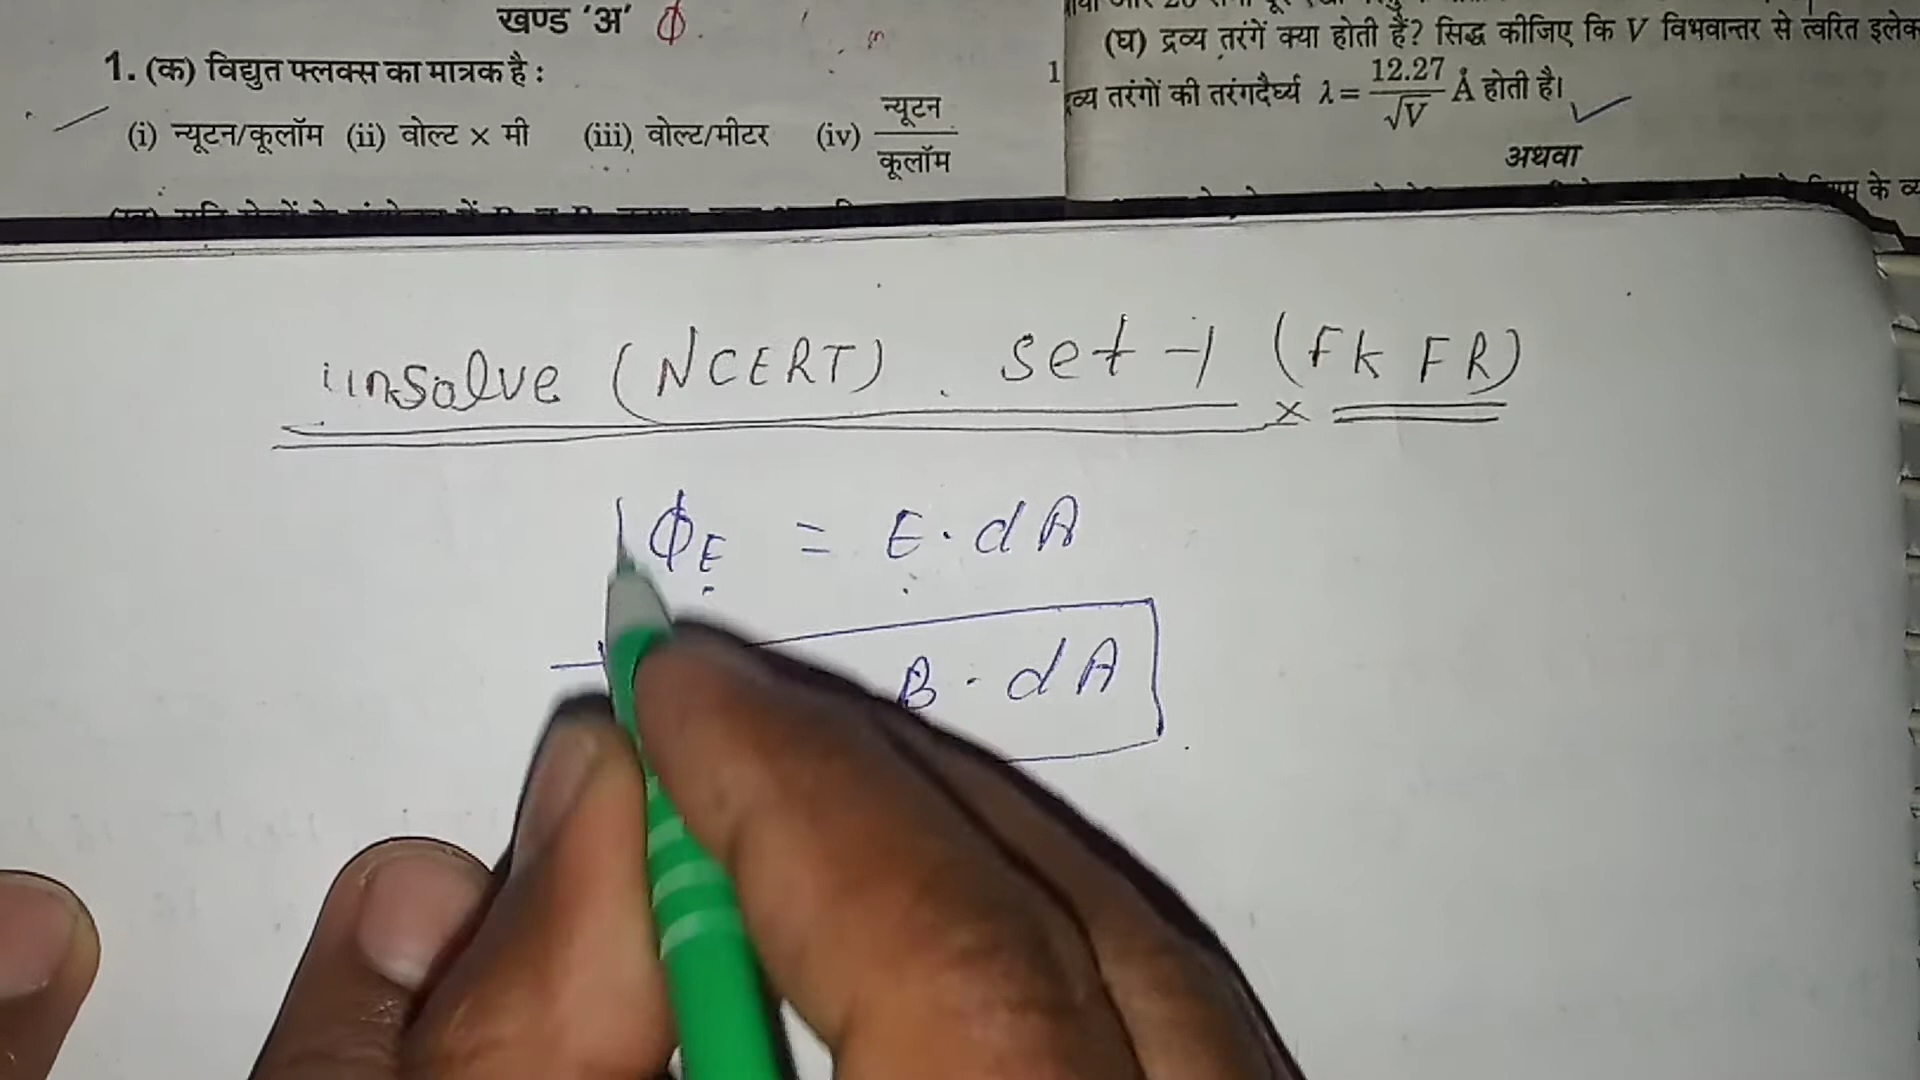 खण्ड 'अ' Φ
1. (क) विद्युत फ्लक्स का मात्रक है :
(i) न्यूटन/कूलॉम (ii) वोल्ट × मी (iii) वोल्ट/मीटर (iv) न्यूटन/कूलॉम
1
(घ) द्रव्य तरंगें क्या होती हैं? सिद्ध कीजिए कि V विभवान्तर से त्वरित
तरंगों की तरंगदैर्घ्य λ = 12.27/√V Å होती है।
अथवा
unsolve (NCERT). Set-1 (FK FR)
ΦE = E · dA
B · dA